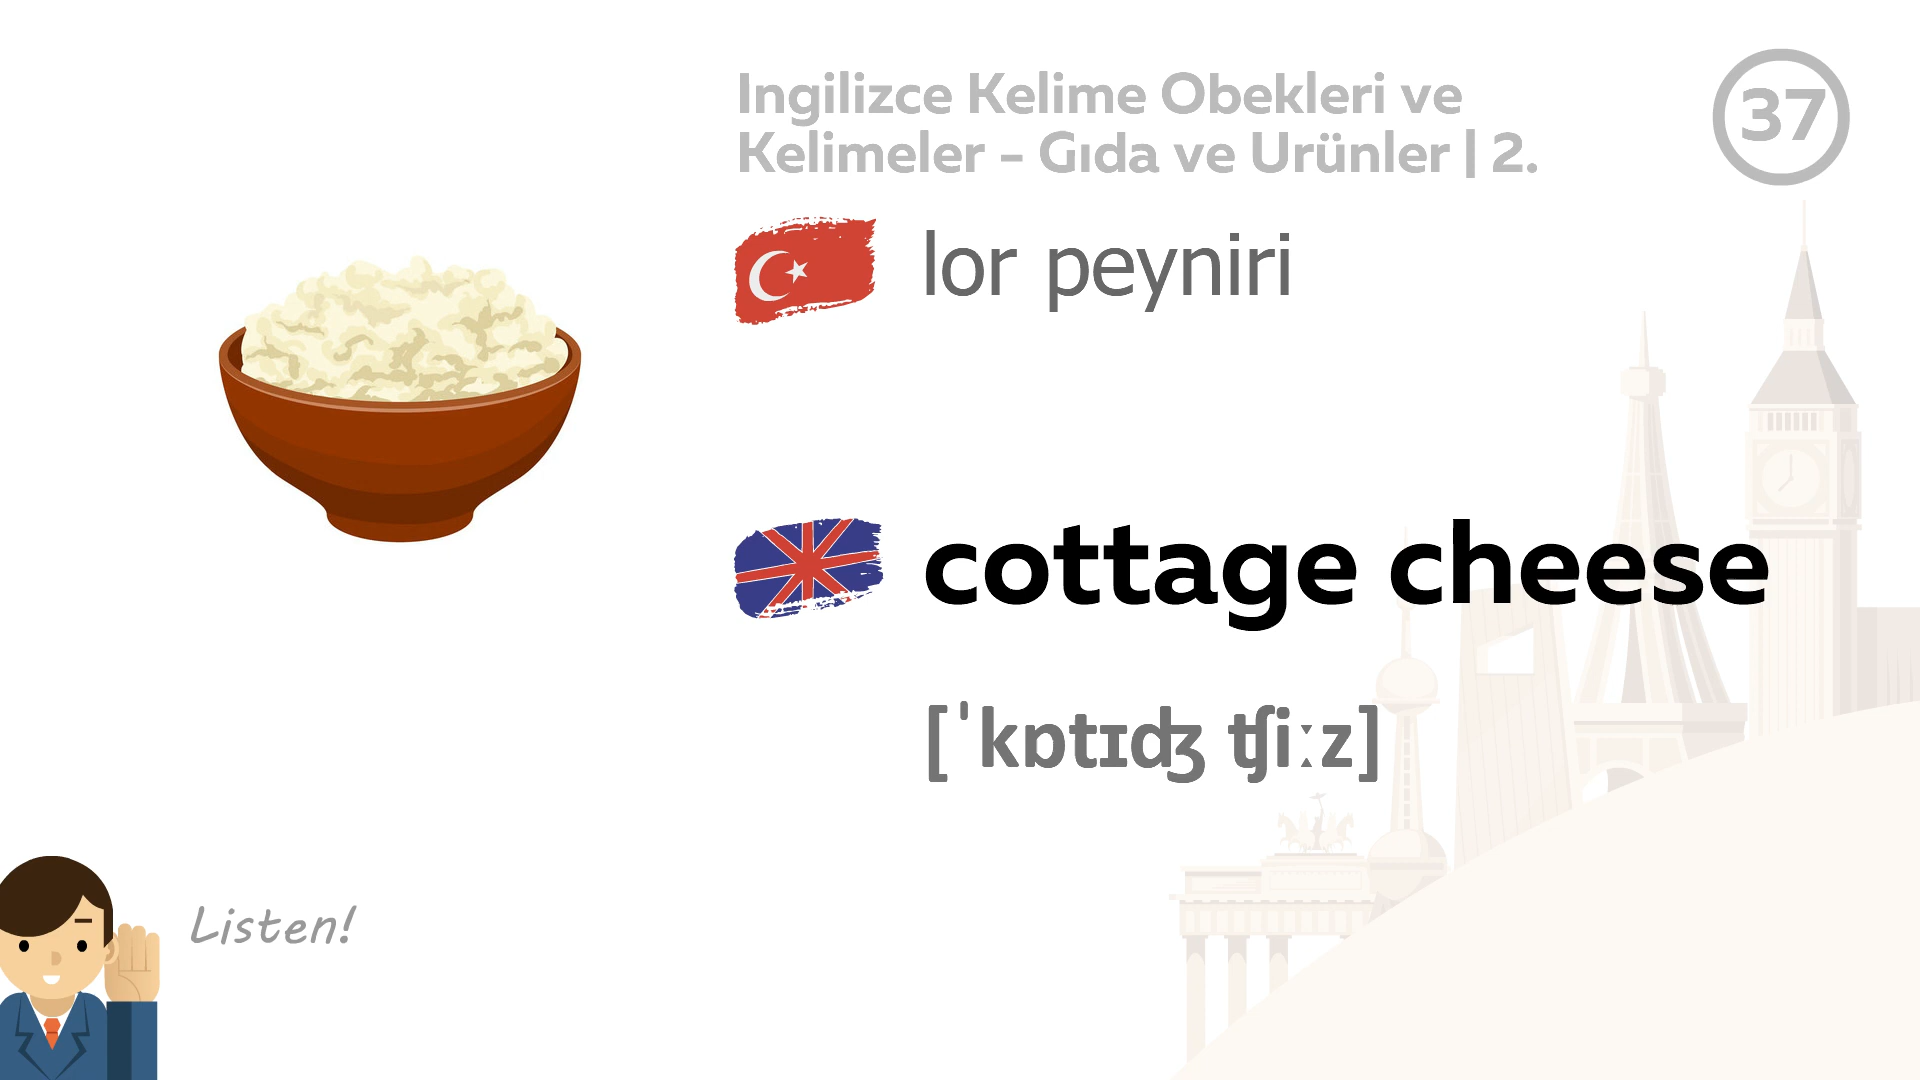 Ingilizce Kelime Obekleri ve
Kelimeler - Gıda ve Urünler | 2.
37
lor peyniri
cottage cheese
[ˈkɒtɪʤ ʧiːz]
Listen!